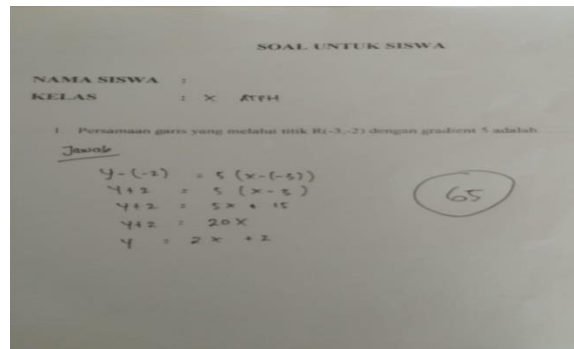 SOAL UNTUK SISWA
NAMA SISWA :
KELAS : X ATPH
1. Persamaan garis yang melalui titik R(-3,-2) dengan gradient 5 adalah
Jawab
y-(-2) = 5 (x-(-3))
y+2 = 5 (x-3)
y+2 = 5x + 15
y+2 = 20x
y = 2x + 2
65